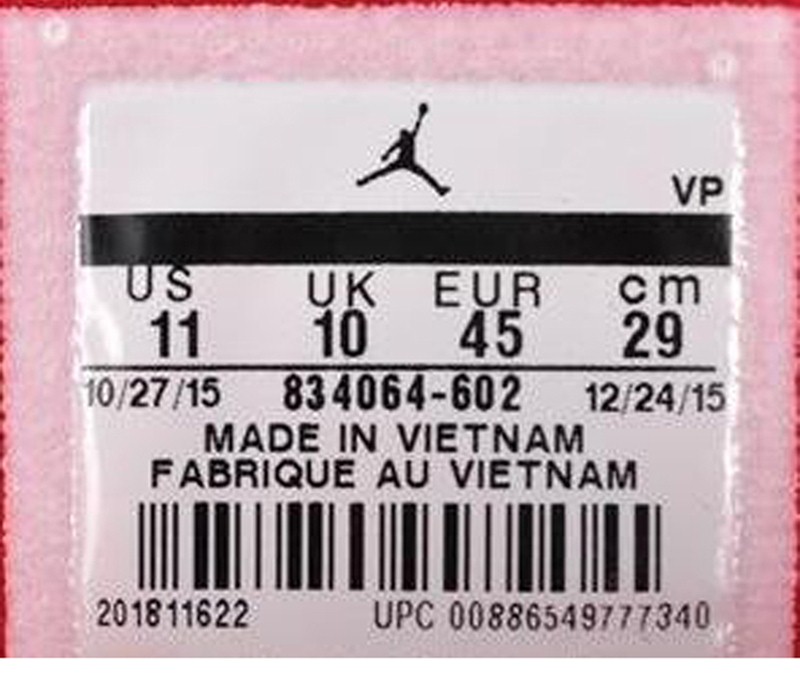 VP
US UK EUR cm
11 10 45 29
10/27/15 834064-602 12/24/15
MADE IN VIETNAM
FABRIQUE AU VIETNAM
201811622 UPC 00886549777340